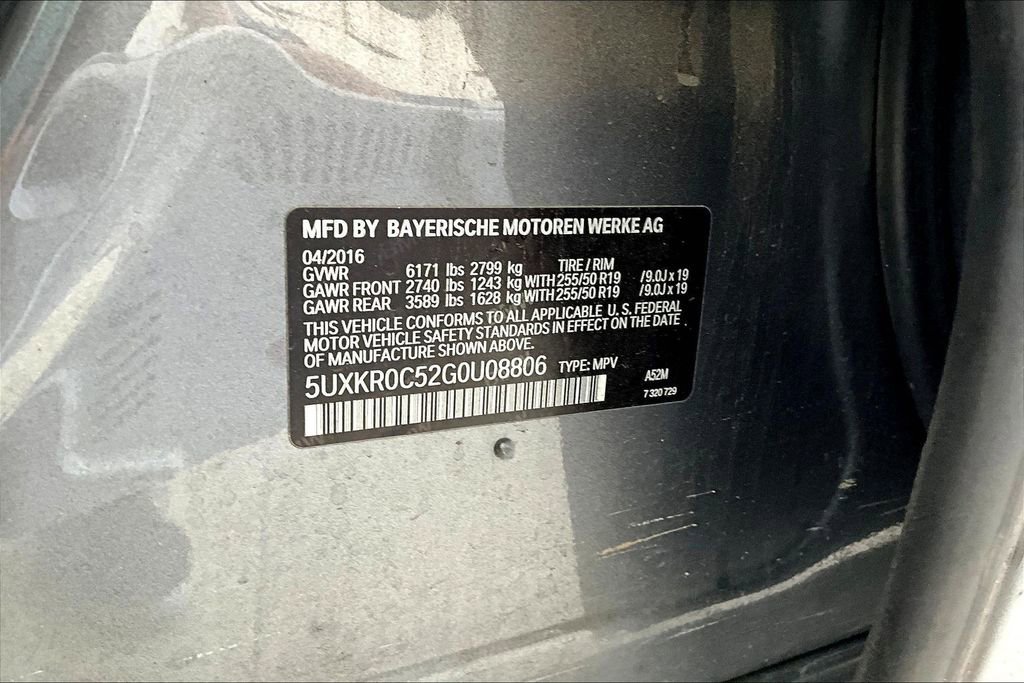 MFD BY BAYERISCHE MOTOREN WERKE AG
04/2016
GVWR 6171 lbs 2799 kg TIRE / RIM
GAWR FRONT 2740 lbs 1243 kg WITH 255/50 R19 /9.0J x 19
GAWR REAR 3589 lbs 1628 kg WITH 255/50 R19 /9.0J x 19
THIS VEHICLE CONFORMS TO ALL APPLICABLE U.S. FEDERAL
MOTOR VEHICLE SAFETY STANDARDS IN EFFECT ON THE DATE
OF MANUFACTURE SHOWN ABOVE.
5UXKR0C52G0U08806 TYPE: MPV A52M
7 320 729